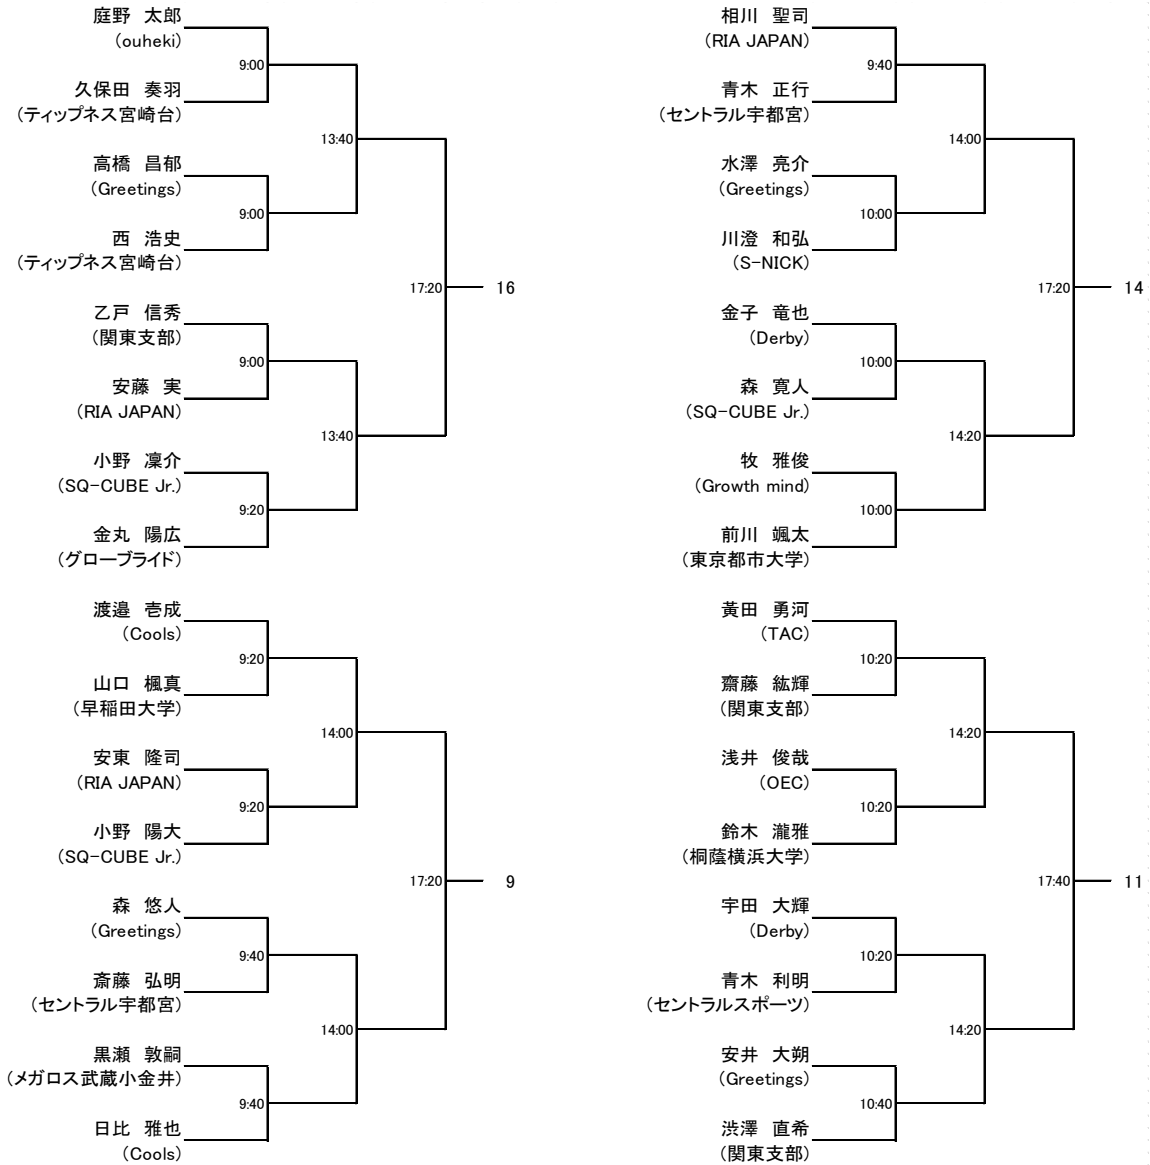 庭野 太郎
(ouheki)
9:00
久保田 奏羽
(ティップネス宮崎台)
13:40
高橋 昌郁
(Greetings)
9:00
西 浩史
(ティップネス宮崎台)
17:20
16
乙戸 信秀
(関東支部)
9:00
安藤 実
(RIA JAPAN)
13:40
小野 凜介
(SQ-CUBE Jr.)
9:20
金丸 陽広
(グローブライド)
渡邉 壱成
(Cools)
9:20
山口 楓真
(早稲田大学)
14:00
安東 隆司
(RIA JAPAN)
9:20
小野 陽大
(SQ-CUBE Jr.)
17:20
9
森 悠人
(Greetings)
9:40
斎藤 弘明
(セントラル宇都宮)
14:00
黒瀬 敦嗣
(メガロス武蔵小金井)
9:40
日比 雅也
(Cools)
相川 聖司
(RIA JAPAN)
9:40
青木 正行
(セントラル宇都宮)
14:00
水澤 亮介
(Greetings)
10:00
川澄 和弘
(S-NICK)
17:20
14
金子 竜也
(Derby)
10:00
森 寛人
(SQ-CUBE Jr.)
14:20
牧 雅俊
(Growth mind)
10:00
前川 颯太
(東京都市大学)
黃田 勇河
(TAC)
10:20
齋藤 紘輝
(関東支部)
14:20
浅井 俊哉
(OEC)
10:20
鈴木 瀧雅
(桐蔭横浜大学)
17:40
11
宇田 大輝
(Derby)
10:20
青木 利明
(セントラルスポーツ)
14:20
安井 大朔
(Greetings)
10:40
渋澤 直希
(関東支部)